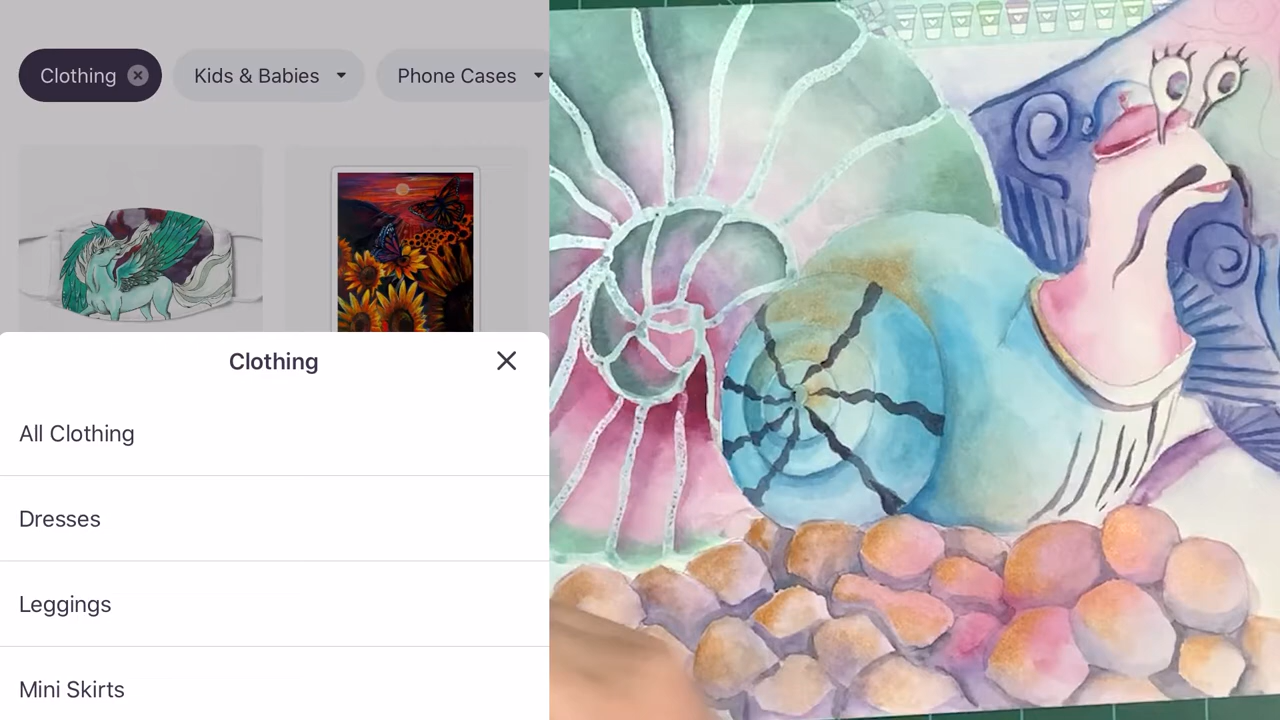 Clothing
Kids & Babies
Phone Cases
Clothing
All Clothing
Dresses
Leggings
Mini Skirts